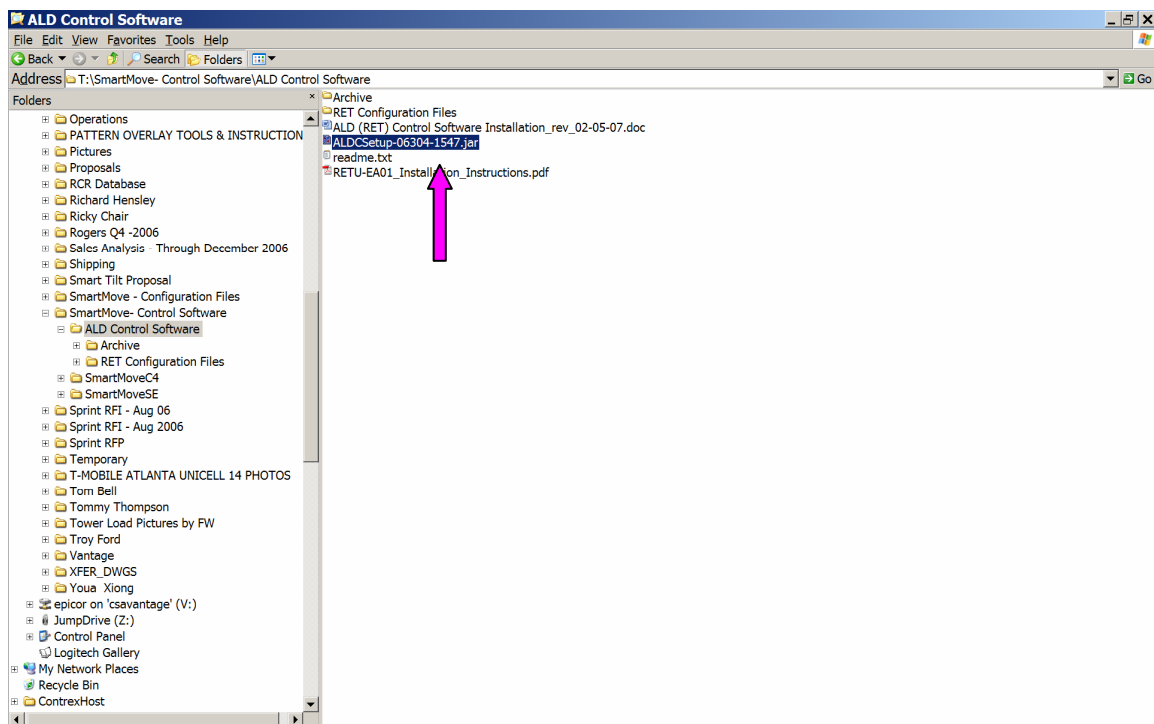 ALD Control Software
File Edit View Favorites Tools Help
Back Search Folders
Address T:\SmartMove- Control Software\ALD Control Software Go
Folders
Operations
PATTERN OVERLAY TOOLS & INSTRUCTION
Pictures
Proposals
RCR Database
Richard Hensley
Ricky Chair
Rogers Q4 -2006
Sales Analysis - Through December 2006
Shipping
Smart Tilt Proposal
SmartMove - Configuration Files
SmartMove- Control Software
ALD Control Software
Archive
RET Configuration Files
SmartMoveC4
SmartMoveSE
Sprint RFI - Aug 06
Sprint RFI - Aug 2006
Sprint RFP
Temporary
T-MOBILE ATLANTA UNICELL 14 PHOTOS
Tom Bell
Tommy Thompson
Tower Load Pictures by FW
Troy Ford
Vantage
XFER_DWGS
Youa Xiong
epicor on 'csavantage' (V:)
JumpDrive (Z:)
Control Panel
Logitech Gallery
My Network Places
Recycle Bin
ContrexHost
Archive
RET Configuration Files
ALD (RET) Control Software Installation_rev_02-05-07.doc
ALDCSetup-06304-1547.jar
readme.txt
RETU-EA01_Installation_Instructions.pdf